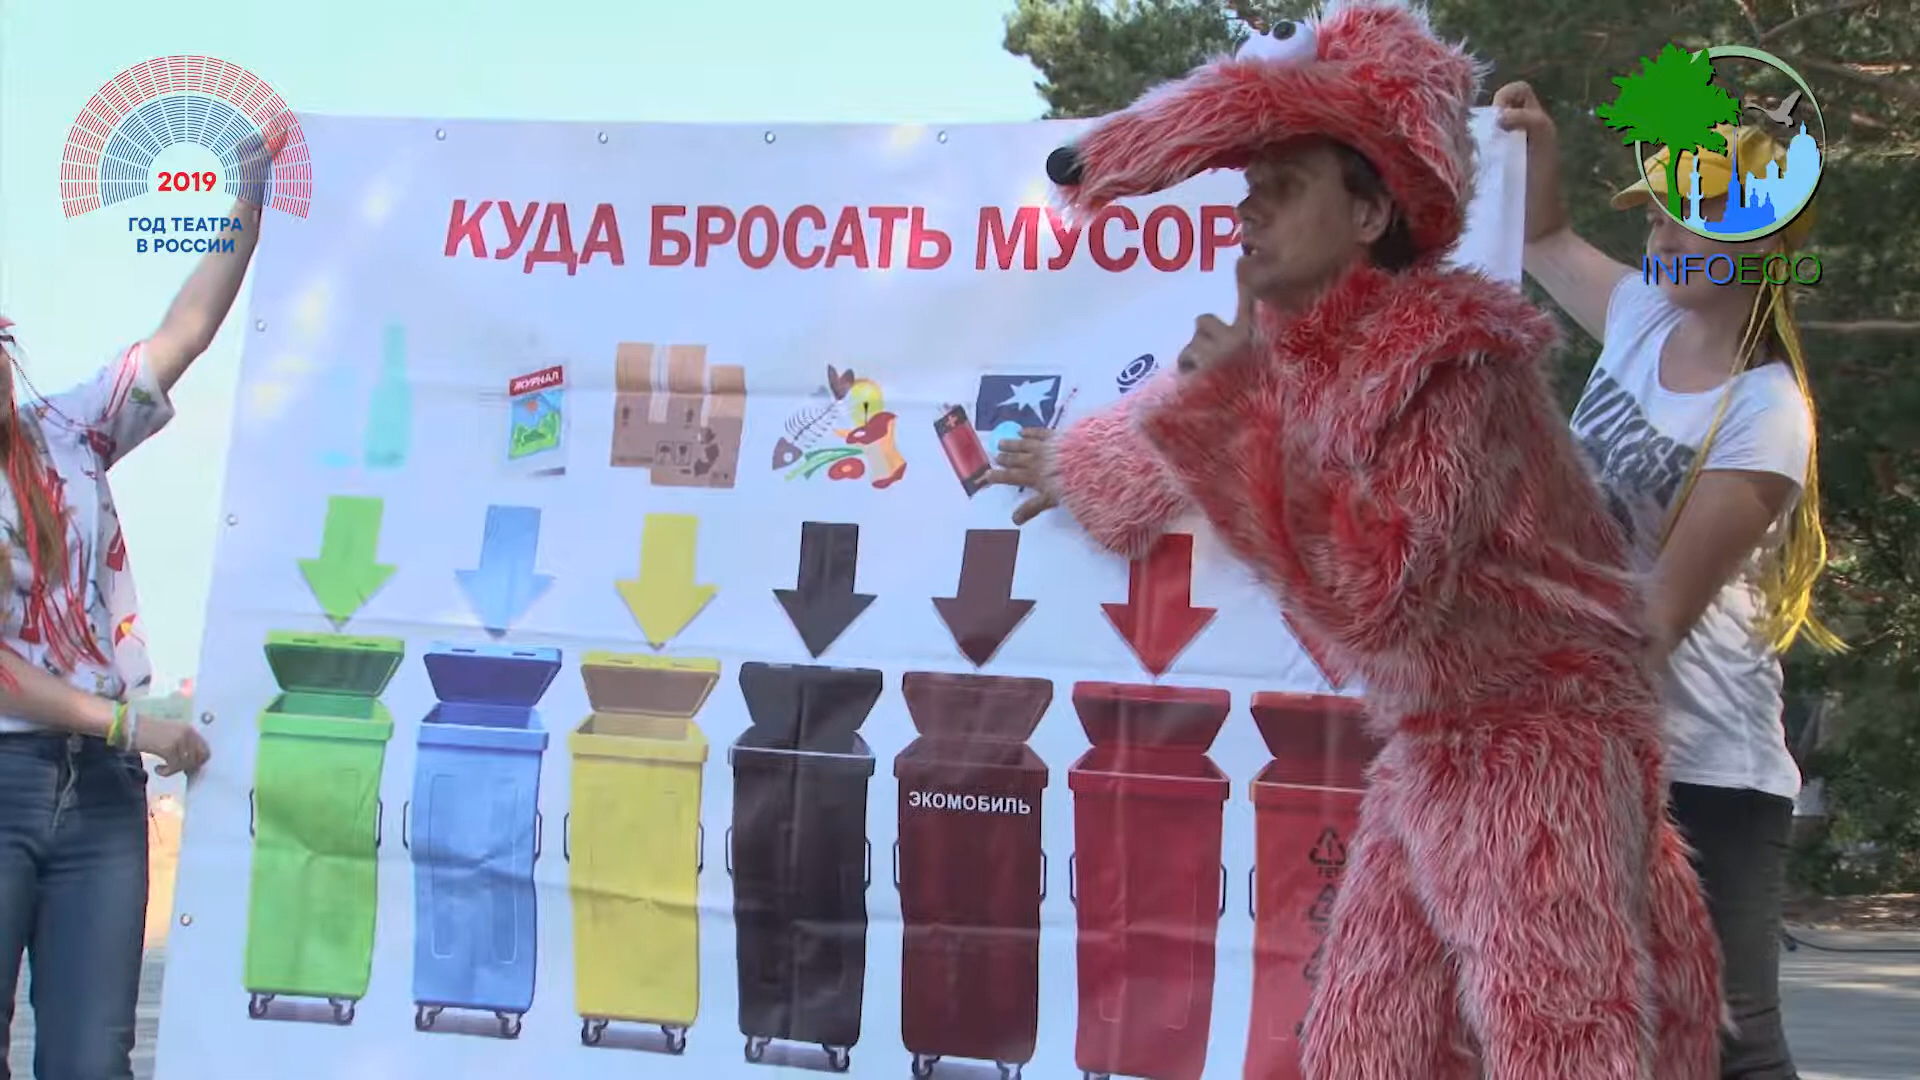 2019
ГОД ТЕАТРА
В РОССИИ
INFOECO
КУДА БРОСАТЬ МУСОР
ЖУРНАЛ
ЭКОМОБИЛЬ